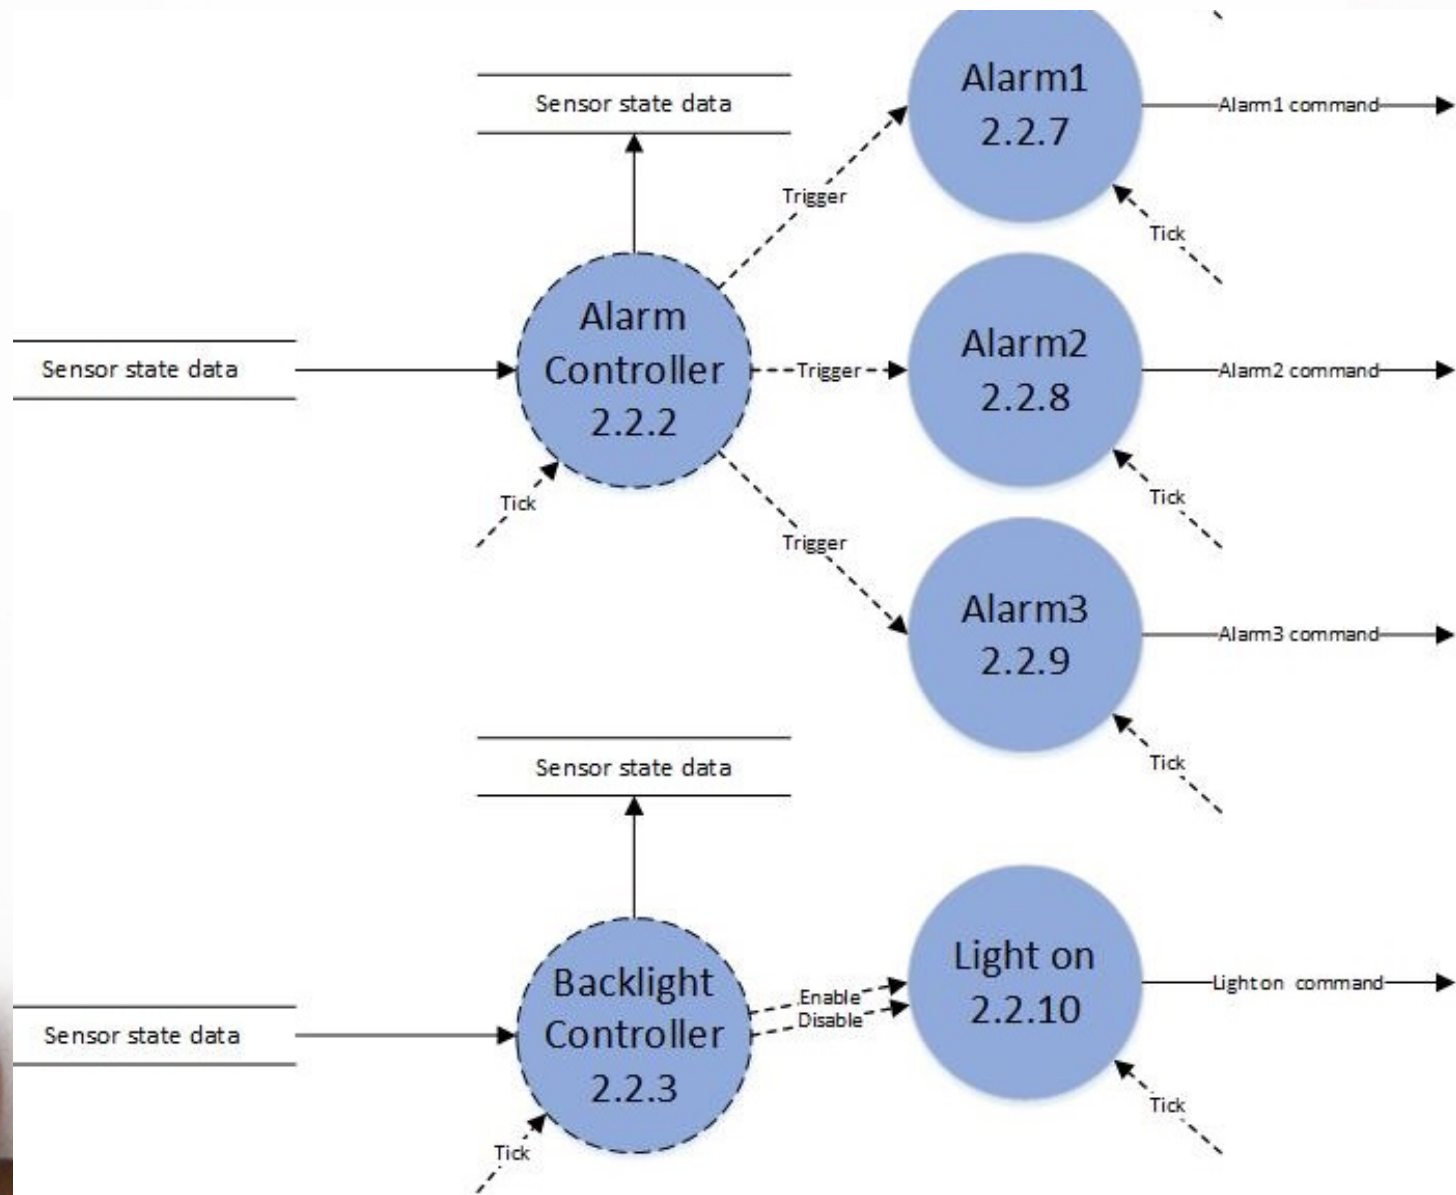 Sensor state data
Alarm1
2.2.7
Alarm1 command
Trigger
Tick
Sensor state data
Alarm
Controller
2.2.2
Tick
Trigger
Alarm2
2.2.8
Alarm2 command
Tick
Trigger
Alarm3
2.2.9
Alarm3 command
Tick
Sensor state data
Sensor state data
Backlight
Controller
2.2.3
Tick
Enable
Disable
Light on
2.2.10
Light on command
Tick